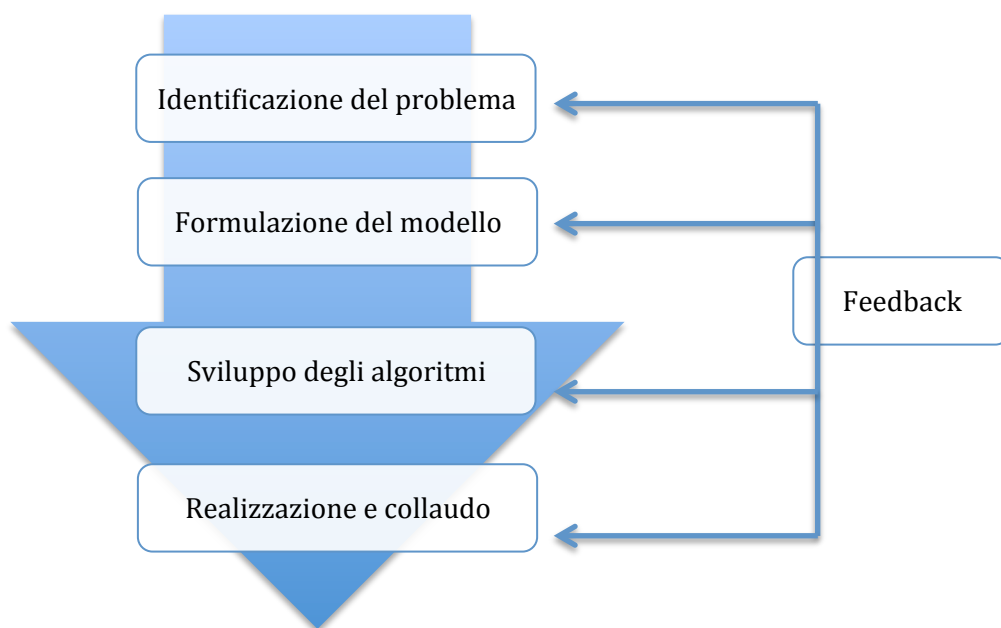 Identificazione del problema
Formulazione del modello
Feedback
Sviluppo degli algoritmi
Realizzazione e collaudo